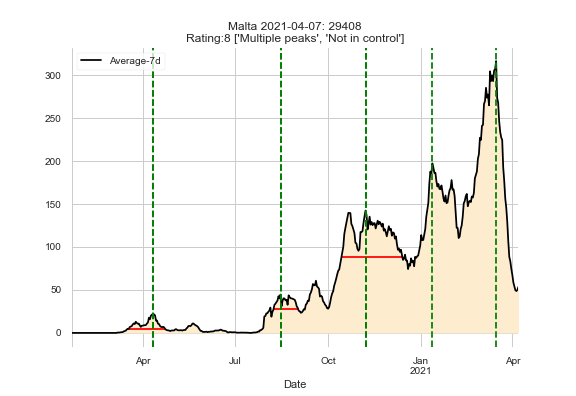 Malta 2021-04-07: 29408
Rating:8 ['Multiple peaks', 'Not in control']
Average-7d
300
250
200
150
100
50
0
Apr
Jul
Oct
Jan
2021
Apr
Date